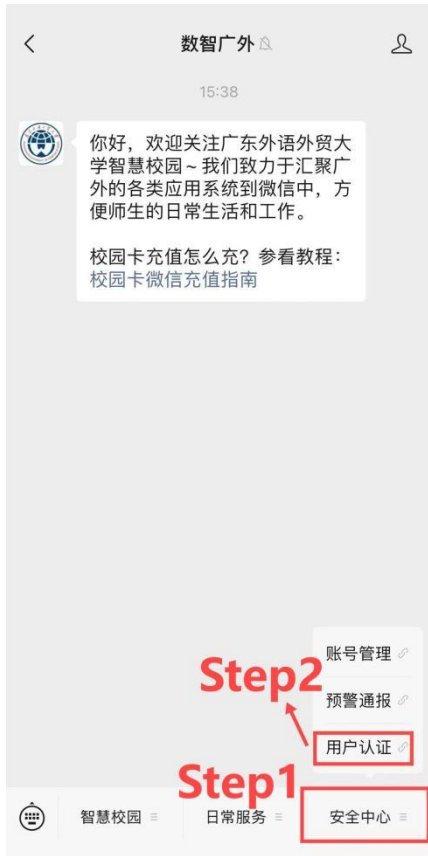 数智广外
15:38
你好，欢迎关注广东外语外贸大
学智慧校园~我们致力于汇聚广
外的各类应用系统到微信中，方
便师生的日常生活和工作。
校园卡充值怎么充？参看教程：
校园卡微信充值指南
账号管理
Step2
预警通报
用户认证
Step1
智慧校园
日常服务
安全中心